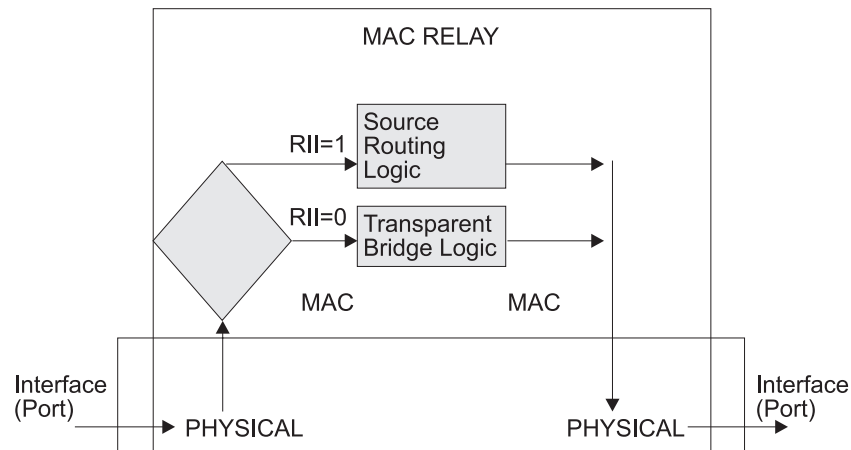 MAC RELAY
RII=1
Source
Routing
Logic
RII=0
Transparent
Bridge Logic
MAC
MAC
Interface
(Port)
PHYSICAL
PHYSICAL
Interface
(Port)